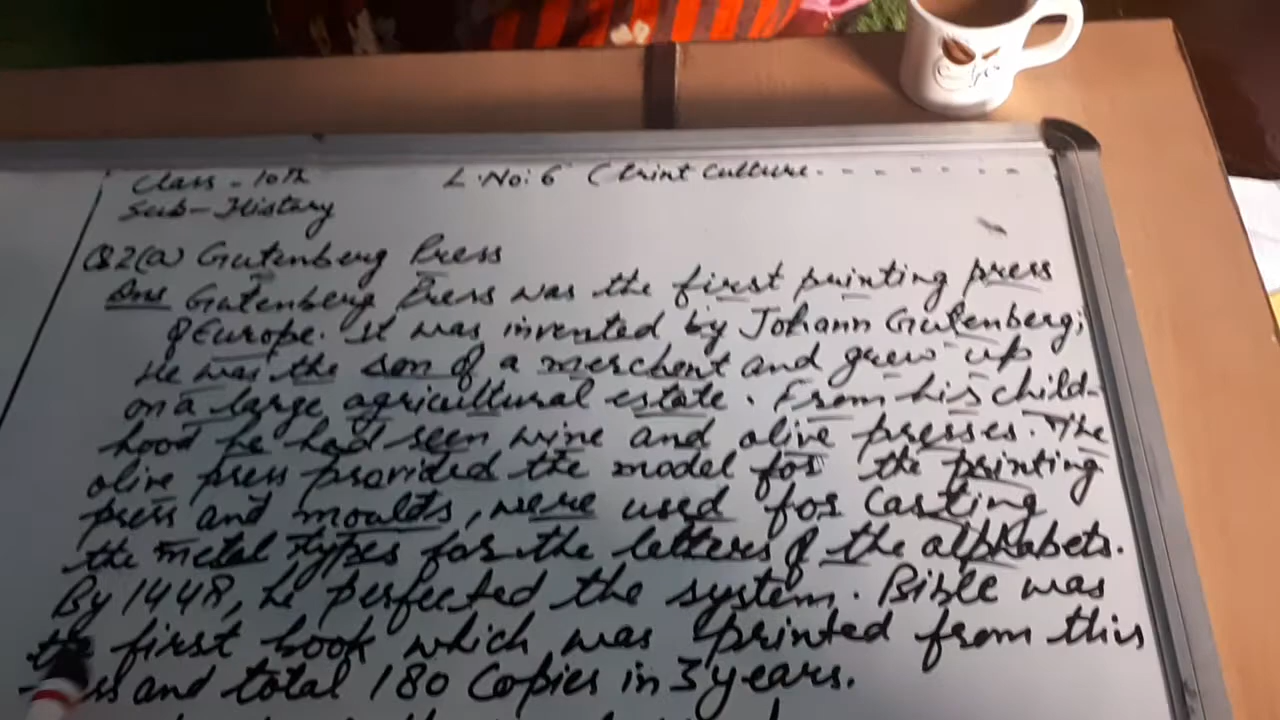 Class - 10th L.No: 6 (Print Culture. - - - - - -
Sub - History
Q2(a) Gutenberg Press
Ans Gutenberg Press was the first printing press
of Europe. It was invented by Johann Gutenberg;
He was the son of a merchent and grew up
on a large agricultural estate. From his child-
hood he had seen wine and olive presses. The
olive press provided the model for the printing
press and moulds, were used for Casting
the metal types for the letters of the alphabets.
By 1448, he perfected the system. Bible was
the first book which was printed from this
and total 180 Copies in 3 years.